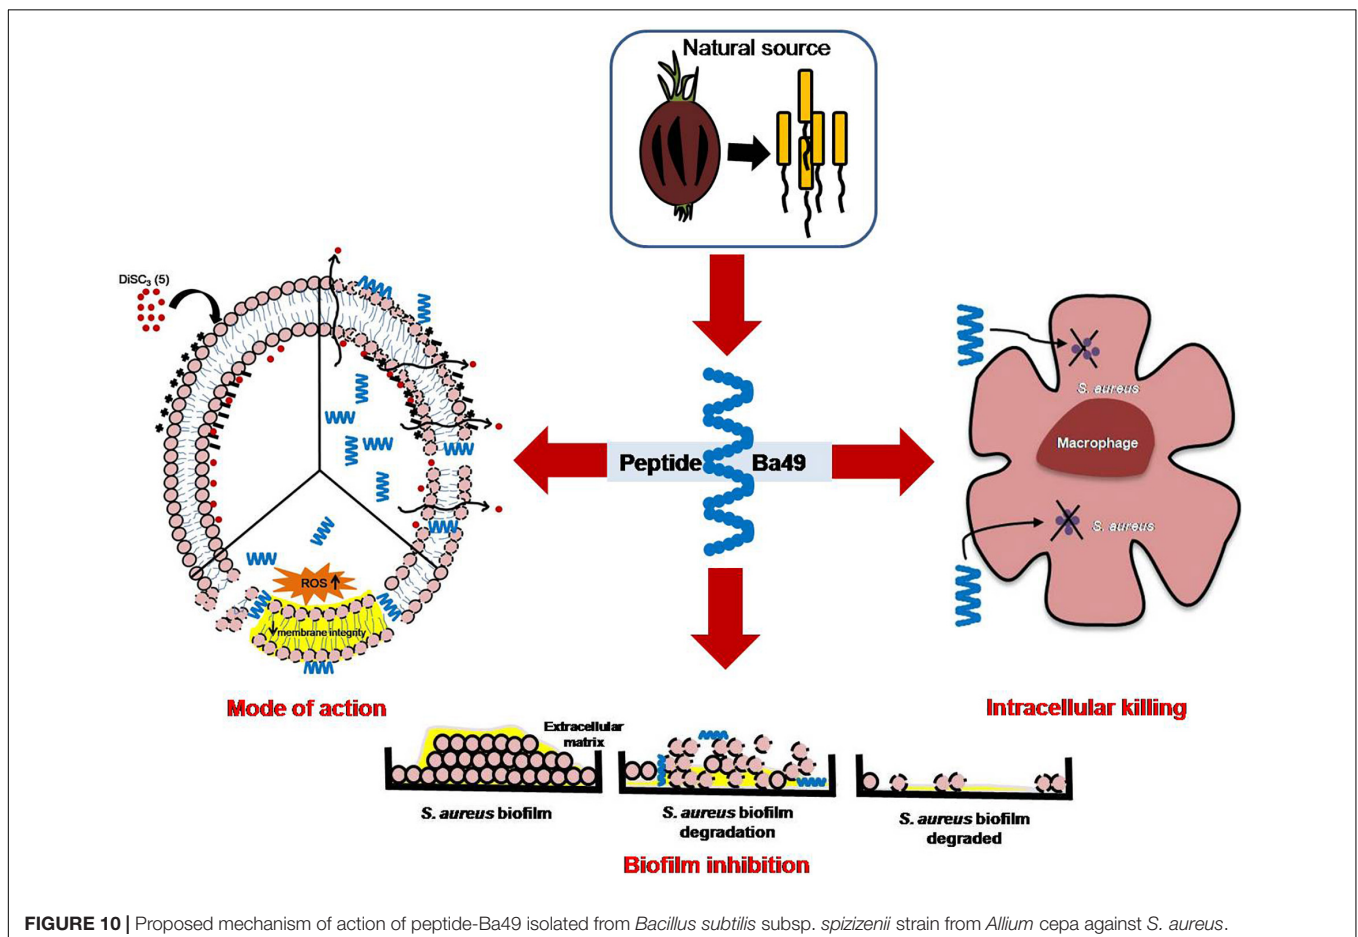 Natural source
DiSC₃ (5)
Peptide Ba49
S. aureus
Macrophage
S. aureus
ROS
membrane integrity
Mode of action
Intracellular killing
Extracellular
matrix
S. aureus biofilm
S. aureus biofilm
degradation
S. aureus biofilm
degraded
Biofilm inhibition
FIGURE 10 | Proposed mechanism of action of peptide-Ba49 isolated from Bacillus subtilis subsp. spizizenii strain from Allium cepa against S. aureus.